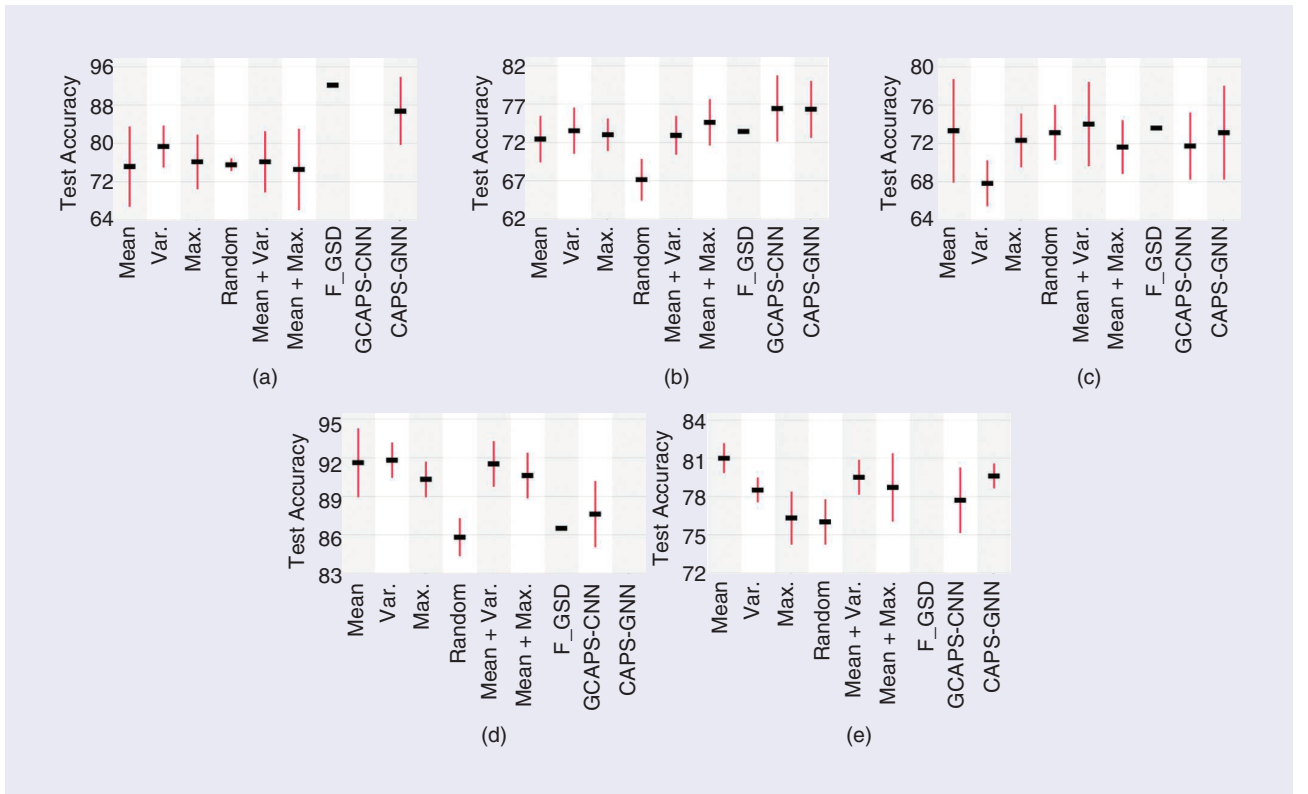 Test Accuracy
96
88
80
72
64
Mean
Var.
Max.
Random
Mean + Var.
Mean + Max.
F_GSD
GCAPS-CNN
CAPS-GNN
(a)
Test Accuracy
82
77
72
67
62
Mean
Var.
Max.
Random
Mean + Var.
Mean + Max.
F_GSD
GCAPS-CNN
CAPS-GNN
(b)
Test Accuracy
80
76
72
68
64
Mean
Var.
Max.
Random
Mean + Var.
Mean + Max.
F_GSD
GCAPS-CNN
CAPS-GNN
(c)
Test Accuracy
95
92
89
86
83
Mean
Var.
Max.
Random
Mean + Var.
Mean + Max.
F_GSD
GCAPS-CNN
CAPS-GNN
(d)
Test Accuracy
84
81
78
75
72
Mean
Var.
Max.
Random
Mean + Var.
Mean + Max.
F_GSD
GCAPS-CNN
CAPS-GNN
(e)